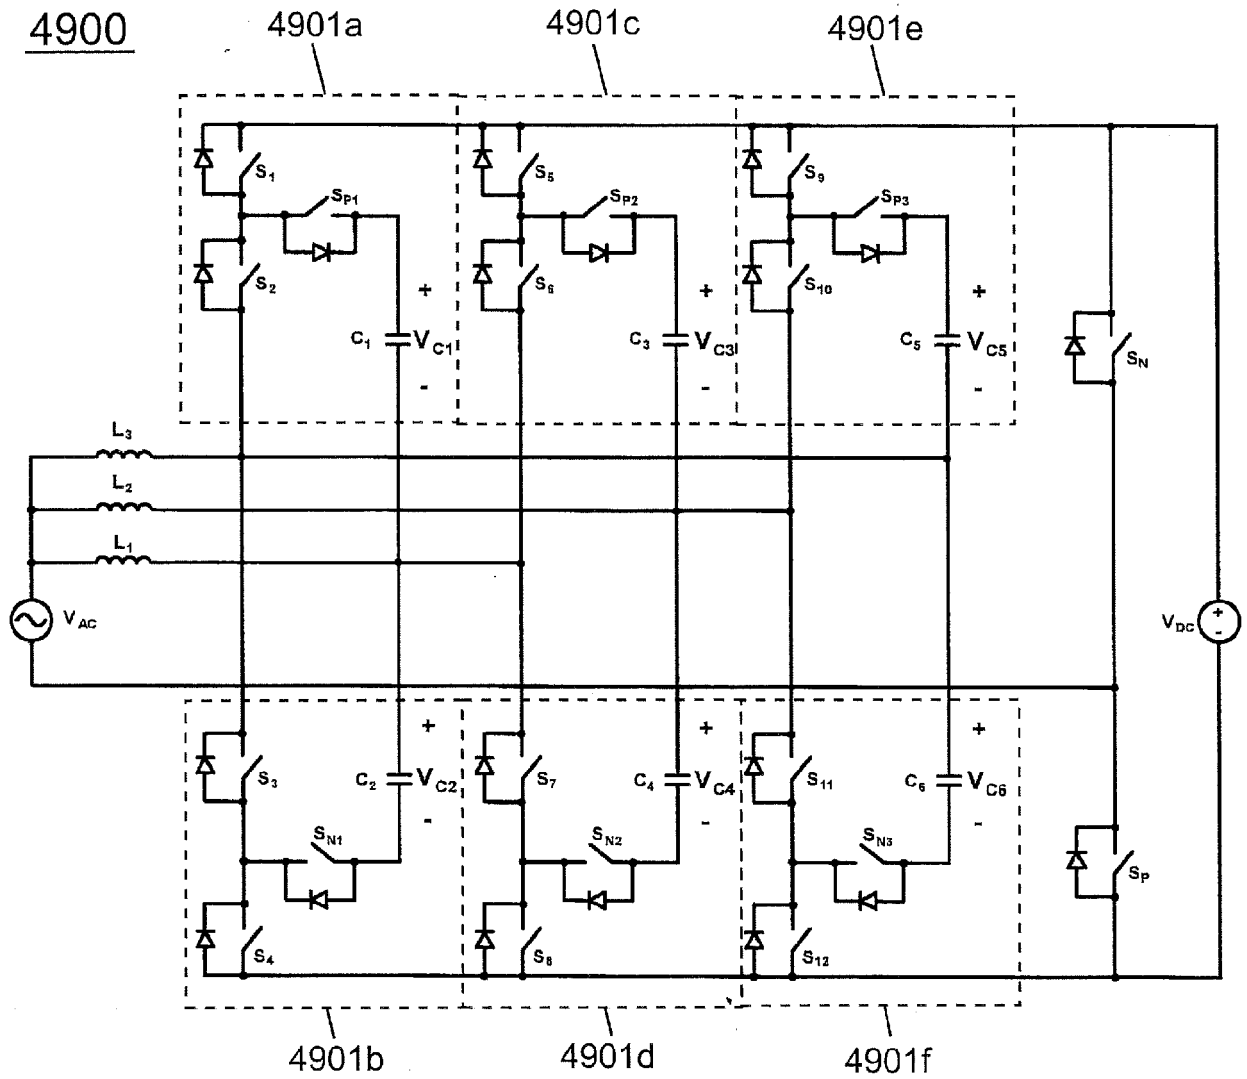 4900
4901a 4901c 4901e
S1 S5 S9
SP1 SP2 SP3
S2 S6 S10
+ + +
C1 VC1 C3 VC3 C5 VC5 SN
- - -
L3
L2
L1
VAC VDC + -
+ + +
S3 C2 VC2 S7 C4 VC4 S11 C6 VC6
- - -
SN1 SN2 SN3
SP
S4 S8 S12
4901b 4901d 4901f